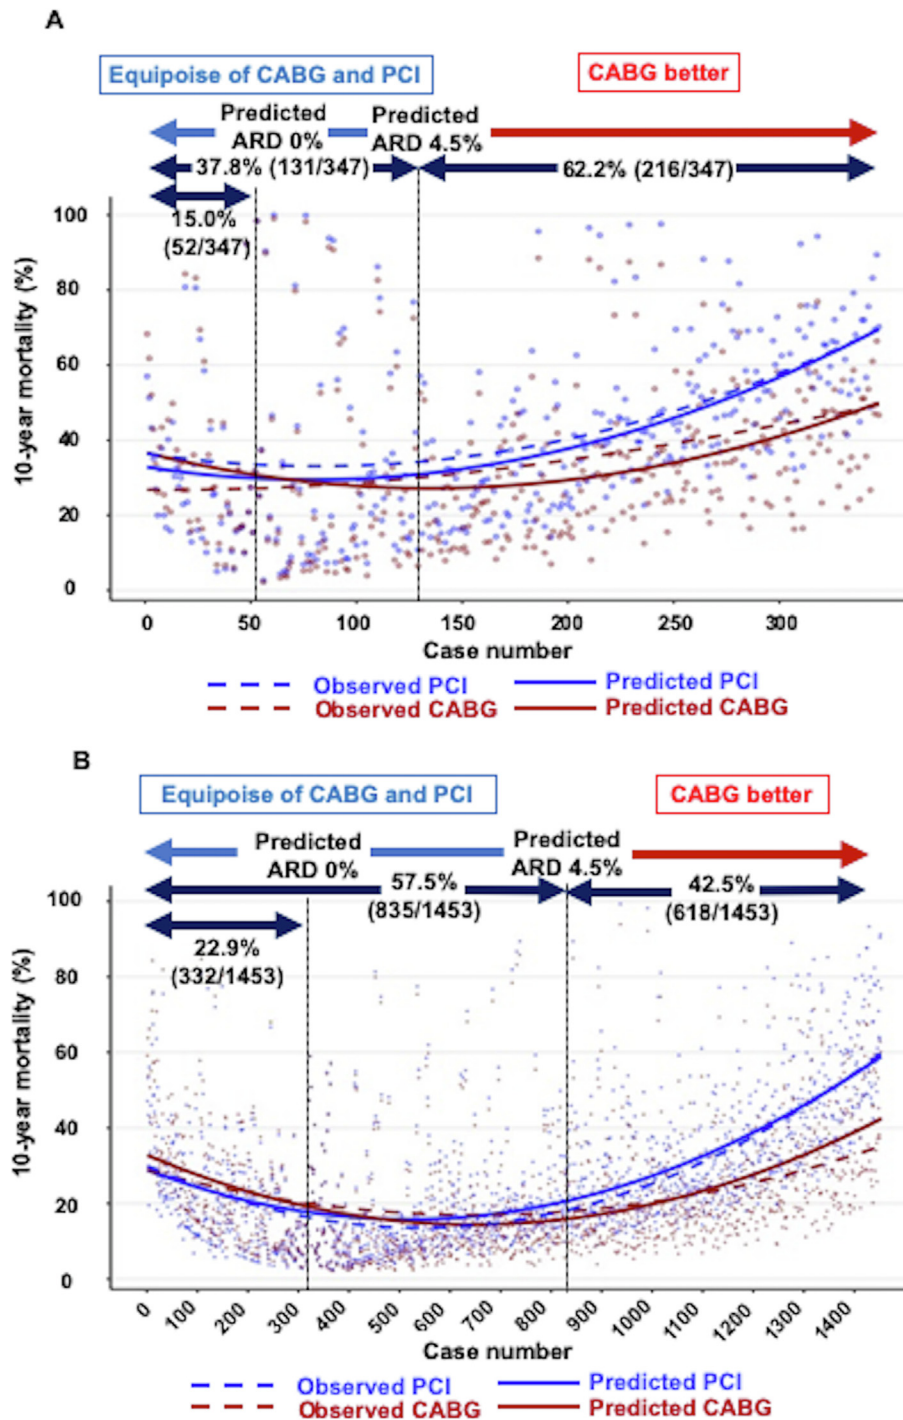 A
Equipoise of CABG and PCI
CABG better
Predicted
ARD 0%
Predicted
ARD 4.5%
37.8% (131/347)
62.2% (216/347)
15.0%
(52/347)
10-year mortality (%)
100
80
60
40
20
0
0 50 100 150 200 250 300
Case number
Observed PCI Predicted PCI
Observed CABG Predicted CABG
B
Equipoise of CABG and PCI
CABG better
Predicted
ARD 0%
Predicted
ARD 4.5%
57.5%
(835/1453)
42.5%
(618/1453)
22.9%
(332/1453)
10-year mortality (%)
100
80
60
40
20
0
0 100 200 300 400 500 600 700 800 900 1000 1100 1200 1300 1400
Case number
Observed PCI Predicted PCI
Observed CABG Predicted CABG